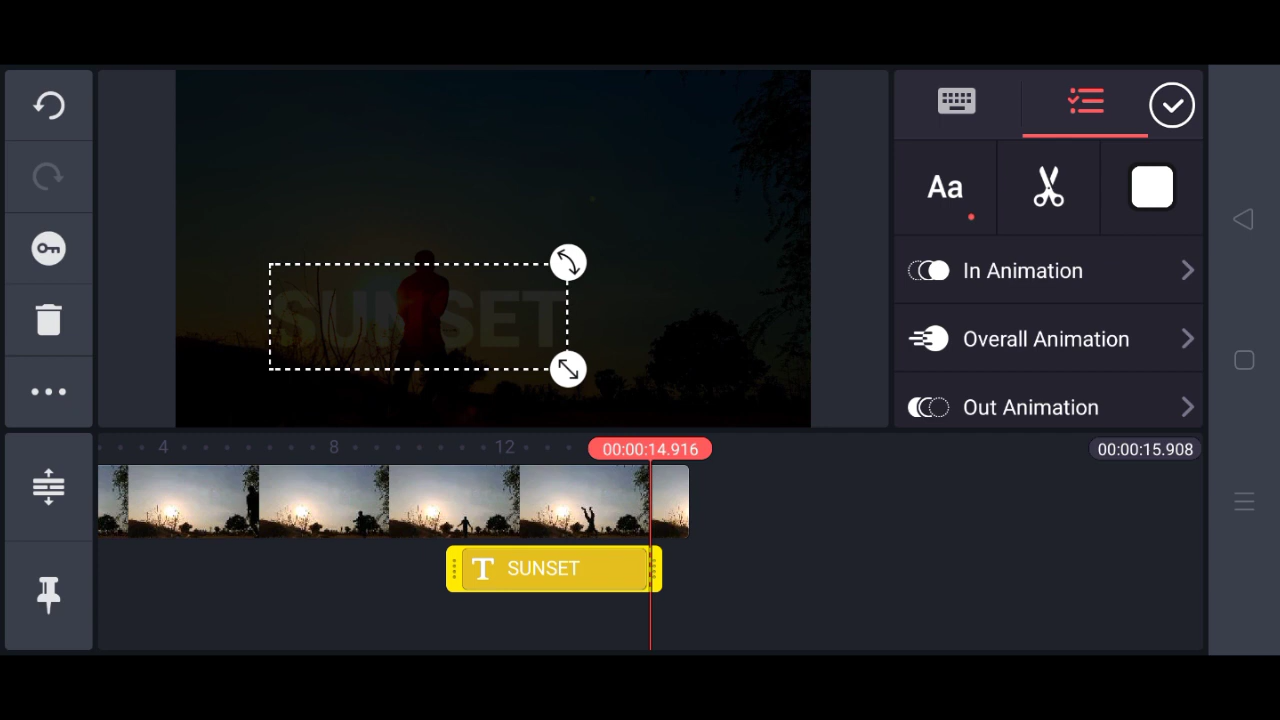 Aa
In Animation
SUNSET
Overall Animation
Out Animation
4
8
12
00:00:14.916
00:00:15.908
T SUNSET